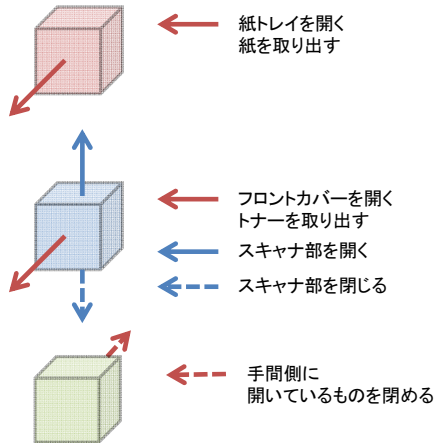 紙トレイを開く
紙を取り出す
フロントカバーを開く
トナーを取り出す
スキャナ部を開く
スキャナ部を閉じる
手間側に
開いているものを閉める